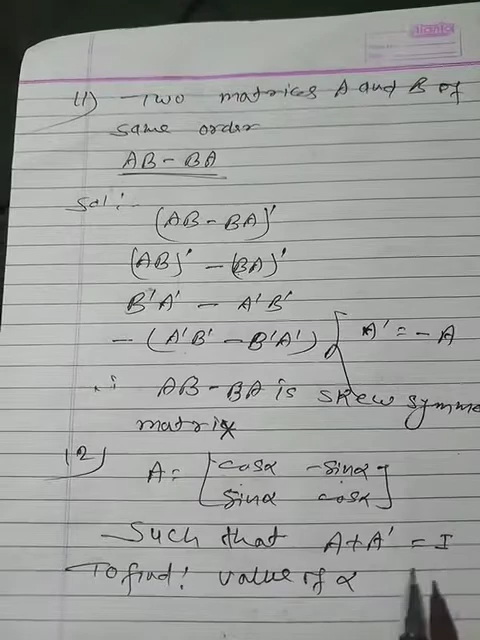 11) Two matrices A and B of
same order
AB - BA
Sol :-
(AB - BA)'
(AB)' - (BA)'
B'A' - A'B'
- (A'B' - B'A') A' = - A
∴ AB - BA is skew symme
matrix
12) A = [cosα -sinα
sinα cosα]
Such that A + A' = I
To find: value of α